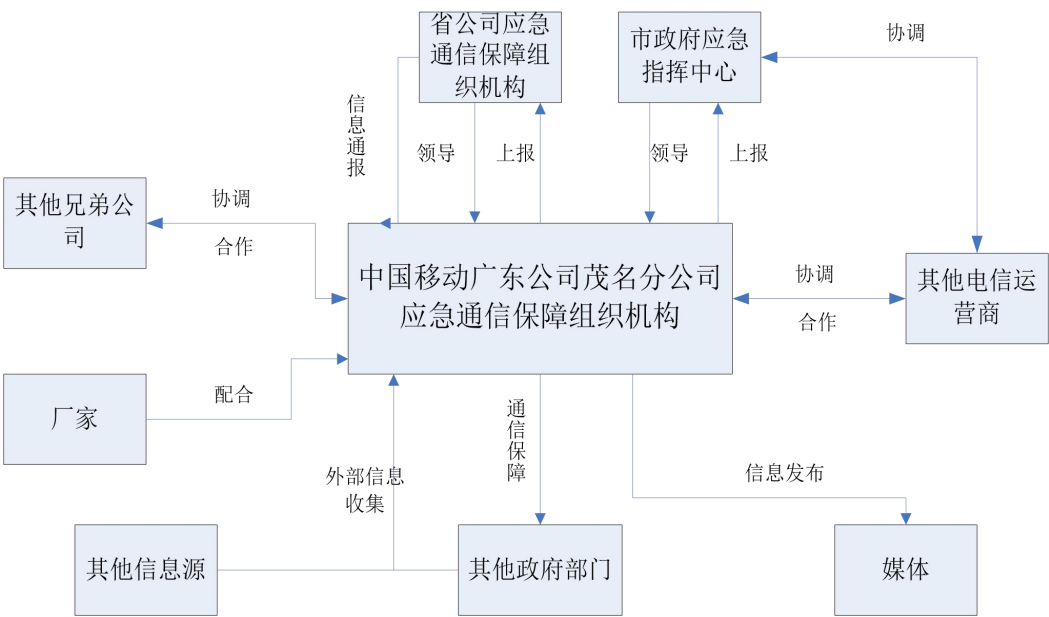 省公司应急
通信保障组
织机构
市政府应急
指挥中心
协调
信息通报
领导
上报
领导
上报
其他兄弟公
司
协调
合作
中国移动广东公司茂名分公司
应急通信保障组织机构
协调
合作
其他电信运
营商
厂家
配合
通信保障
外部信息
收集
信息发布
其他信息源
其他政府部门
媒体